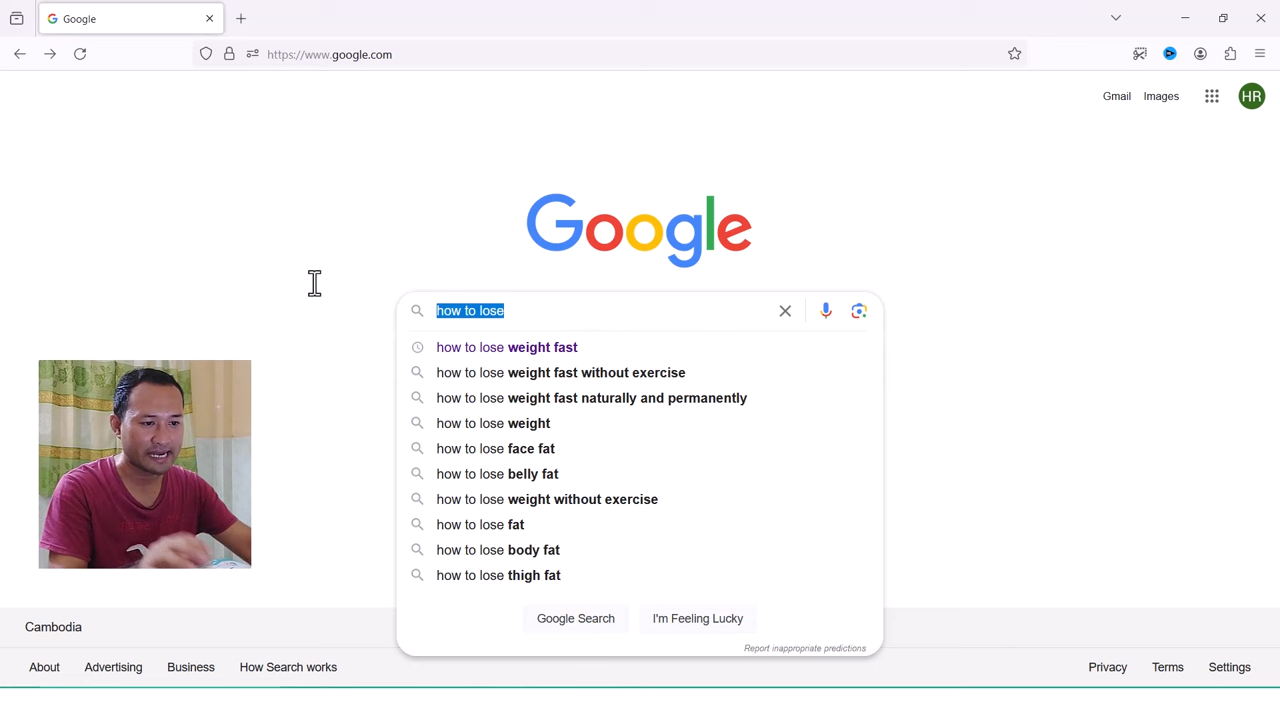 Google
https://www.google.com
Gmail
Images
HR
Google
how to lose
how to lose weight fast
how to lose weight fast without exercise
how to lose weight fast naturally and permanently
how to lose weight
how to lose face fat
how to lose belly fat
how to lose weight without exercise
how to lose fat
how to lose body fat
how to lose thigh fat
Google Search
I'm Feeling Lucky
Report inappropriate predictions
Cambodia
About
Advertising
Business
How Search works
Privacy
Terms
Settings